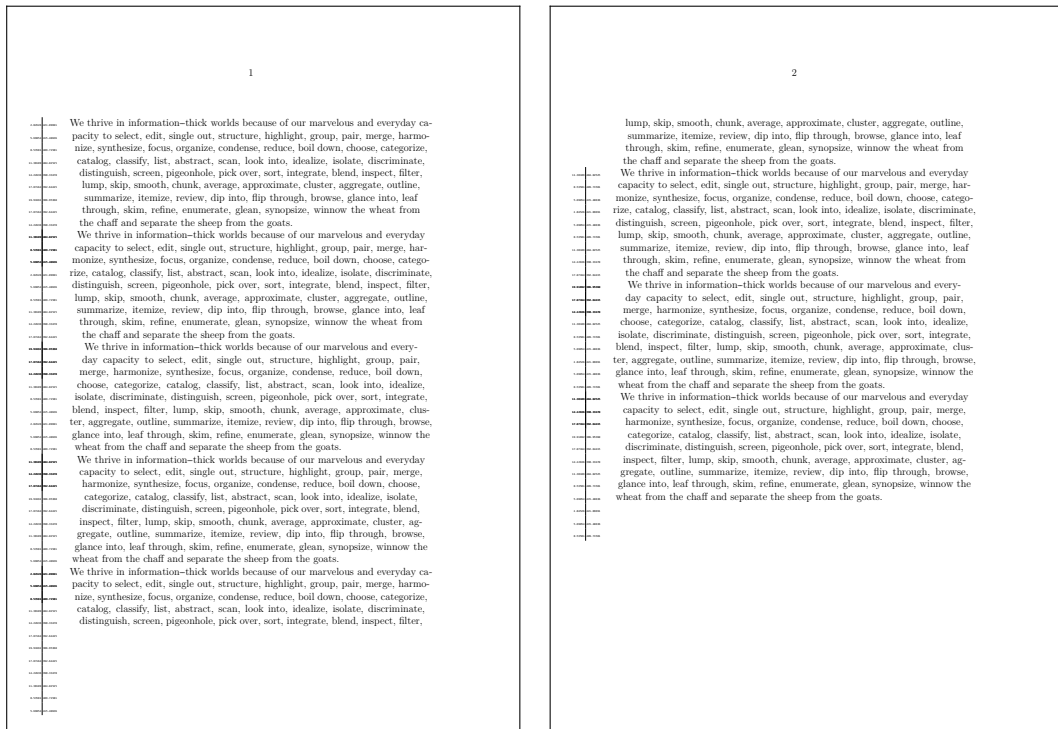 1
We thrive in information–thick worlds because of our marvelous and everyday ca-
pacity to select, edit, single out, structure, highlight, group, pair, merge, harmo-
nize, synthesize, focus, organize, condense, reduce, boil down, choose, categorize,
catalog, classify, list, abstract, scan, look into, idealize, isolate, discriminate,
distinguish, screen, pigeonhole, pick over, sort, integrate, blend, inspect, filter,
lump, skip, smooth, chunk, average, approximate, cluster, aggregate, outline,
summarize, itemize, review, dip into, flip through, browse, glance into, leaf
through, skim, refine, enumerate, glean, synopsize, winnow the wheat from
the chaff and separate the sheep from the goats.
We thrive in information–thick worlds because of our marvelous and everyday
capacity to select, edit, single out, structure, highlight, group, pair, merge, har-
monize, synthesize, focus, organize, condense, reduce, boil down, choose, catego-
rize, catalog, classify, list, abstract, scan, look into, idealize, isolate, discriminate,
distinguish, screen, pigeonhole, pick over, sort, integrate, blend, inspect, filter,
lump, skip, smooth, chunk, average, approximate, cluster, aggregate, outline,
summarize, itemize, review, dip into, flip through, browse, glance into, leaf
through, skim, refine, enumerate, glean, synopsize, winnow the wheat from
the chaff and separate the sheep from the goats.
We thrive in information–thick worlds because of our marvelous and every-
day capacity to select, edit, single out, structure, highlight, group, pair,
merge, harmonize, synthesize, focus, organize, condense, reduce, boil down,
choose, categorize, catalog, classify, list, abstract, scan, look into, idealize,
isolate, discriminate, distinguish, screen, pigeonhole, pick over, sort, integrate,
blend, inspect, filter, lump, skip, smooth, chunk, average, approximate, clus-
ter, aggregate, outline, summarize, itemize, review, dip into, flip through, browse,
glance into, leaf through, skim, refine, enumerate, glean, synopsize, winnow the
wheat from the chaff and separate the sheep from the goats.
We thrive in information–thick worlds because of our marvelous and everyday
capacity to select, edit, single out, structure, highlight, group, pair, merge,
harmonize, synthesize, focus, organize, condense, reduce, boil down, choose,
categorize, catalog, classify, list, abstract, scan, look into, idealize, isolate,
discriminate, distinguish, screen, pigeonhole, pick over, sort, integrate, blend,
inspect, filter, lump, skip, smooth, chunk, average, approximate, cluster, ag-
gregate, outline, summarize, itemize, review, dip into, flip through, browse,
glance into, leaf through, skim, refine, enumerate, glean, synopsize, winnow the
wheat from the chaff and separate the sheep from the goats.
We thrive in information–thick worlds because of our marvelous and everyday ca-
pacity to select, edit, single out, structure, highlight, group, pair, merge, harmo-
nize, synthesize, focus, organize, condense, reduce, boil down, choose, categorize,
catalog, classify, list, abstract, scan, look into, idealize, isolate, discriminate,
distinguish, screen, pigeonhole, pick over, sort, integrate, blend, inspect, filter,
2
lump, skip, smooth, chunk, average, approximate, cluster, aggregate, outline,
summarize, itemize, review, dip into, flip through, browse, glance into, leaf
through, skim, refine, enumerate, glean, synopsize, winnow the wheat from
the chaff and separate the sheep from the goats.
We thrive in information–thick worlds because of our marvelous and everyday
capacity to select, edit, single out, structure, highlight, group, pair, merge, har-
monize, synthesize, focus, organize, condense, reduce, boil down, choose, catego-
rize, catalog, classify, list, abstract, scan, look into, idealize, isolate, discriminate,
distinguish, screen, pigeonhole, pick over, sort, integrate, blend, inspect, filter,
lump, skip, smooth, chunk, average, approximate, cluster, aggregate, outline,
summarize, itemize, review, dip into, flip through, browse, glance into, leaf
through, skim, refine, enumerate, glean, synopsize, winnow the wheat from
the chaff and separate the sheep from the goats.
We thrive in information–thick worlds because of our marvelous and every-
day capacity to select, edit, single out, structure, highlight, group, pair,
merge, harmonize, synthesize, focus, organize, condense, reduce, boil down,
choose, categorize, catalog, classify, list, abstract, scan, look into, idealize,
isolate, discriminate, distinguish, screen, pigeonhole, pick over, sort, integrate,
blend, inspect, filter, lump, skip, smooth, chunk, average, approximate, clus-
ter, aggregate, outline, summarize, itemize, review, dip into, flip through, browse,
glance into, leaf through, skim, refine, enumerate, glean, synopsize, winnow the
wheat from the chaff and separate the sheep from the goats.
We thrive in information–thick worlds because of our marvelous and everyday
capacity to select, edit, single out, structure, highlight, group, pair, merge,
harmonize, synthesize, focus, organize, condense, reduce, boil down, choose,
categorize, catalog, classify, list, abstract, scan, look into, idealize, isolate,
discriminate, distinguish, screen, pigeonhole, pick over, sort, integrate, blend,
inspect, filter, lump, skip, smooth, chunk, average, approximate, cluster, ag-
gregate, outline, summarize, itemize, review, dip into, flip through, browse,
glance into, leaf through, skim, refine, enumerate, glean, synopsize, winnow the
wheat from the chaff and separate the sheep from the goats.